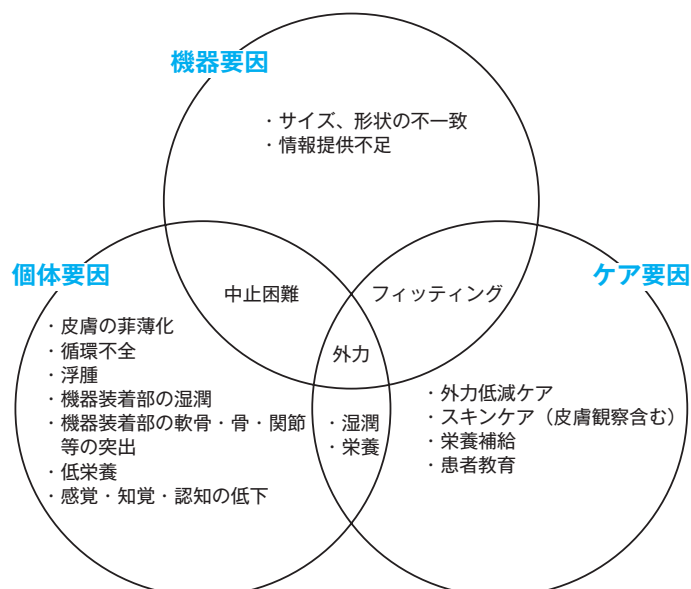 機器要因
・サイズ、形状の不一致
・情報提供不足
個体要因
ケア要因
中止困難
フィッティング
外力
・皮膚の菲薄化
・循環不全
・浮腫
・機器装着部の湿潤
・機器装着部の軟骨・骨・関節
等の突出
・低栄養
・感覚・知覚・認知の低下
・湿潤
・栄養
・外力低減ケア
・スキンケア（皮膚観察含む）
・栄養補給
・患者教育